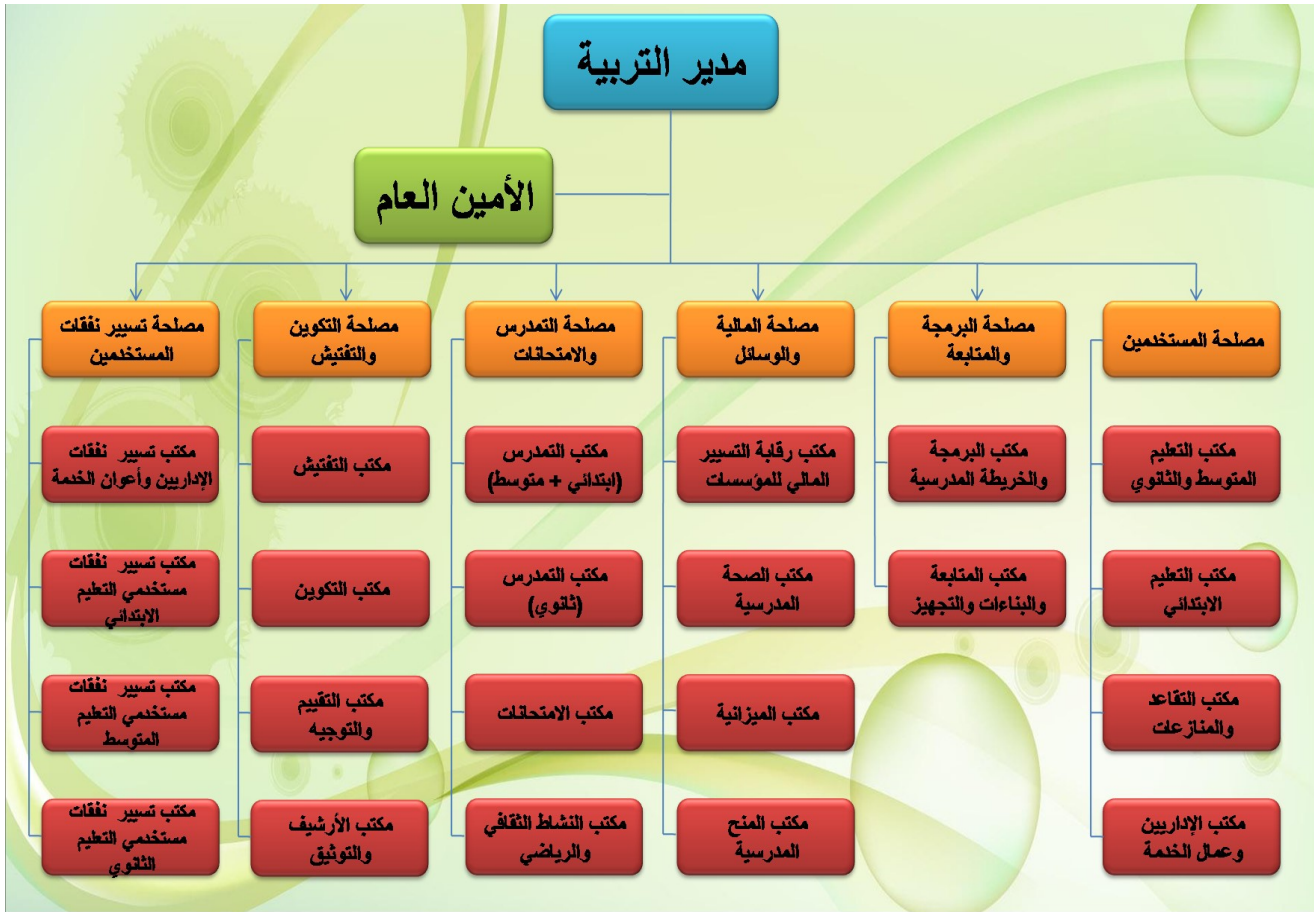 مدير التربية
الأمين العام
مصلحة المستخدمين
مصلحة البرمجة
والمتابعة
مصلحة المالية
والوسائل
مصلحة التمدرس
والامتحانات
مصلحة التكوين
والتفتيش
مصلحة تسيير نفقات
المستخدمين
مكتب التعليم
المتوسط والثانوي
مكتب البرمجة
والخريطة المدرسية
مكتب رقابة التسيير
المالي للمؤسسات
مكتب التمدرس
(ابتدائي + متوسط)
مكتب التفتيش
مكتب تسيير نفقات
الإداريين وأعوان الخدمة
مكتب التعليم
الابتدائي
مكتب المتابعة
والبناءات والتجهيز
مكتب الصحة
المدرسية
مكتب التمدرس
(ثانوي)
مكتب التكوين
مكتب تسيير نفقات
مستخدمي التعليم
الابتدائي
مكتب التقاعد
والمنازعات
مكتب الميزانية
مكتب الامتحانات
مكتب التقييم
والتوجيه
مكتب تسيير نفقات
مستخدمي التعليم
المتوسط
مكتب الإداريين
وعمال الخدمة
مكتب المنح
المدرسية
مكتب النشاط الثقافي
والرياضي
مكتب الأرشيف
والتوثيق
مكتب تسيير نفقات
مستخدمي التعليم
الثانوي